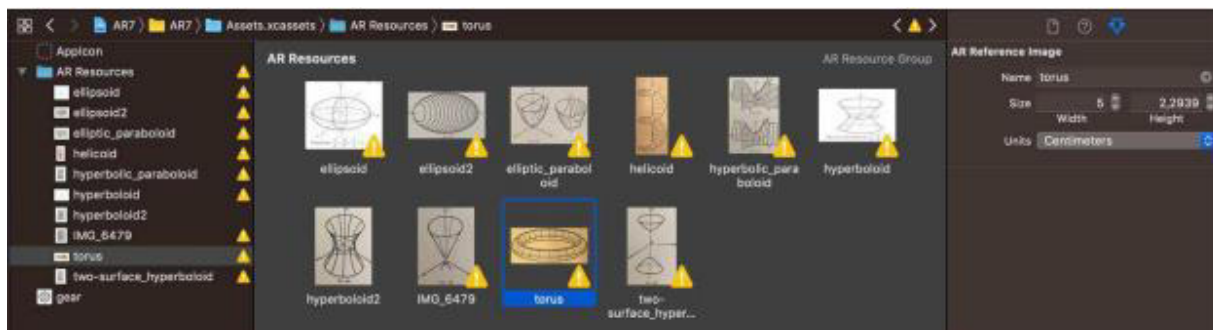 AR7 AR7 Assets.xcassets AR Resources torus
AppIcon
AR Resources
ellipsoid
ellipsoid2
elliptic_paraboloid
helicoid
hyperbolic_paraboloid
hyperboloid
hyperboloid2
IMG_6479
torus
two-surface_hyperboloid
gear
AR Resources
AR Resource Group
ellipsoid
ellipsoid2
elliptic_parabol
oid
helicoid
hyperbolic_para
boloid
hyperboloid
hyperboloid2
IMG_6479
torus
two-
surface_hyper...
AR Reference Image
Name torus
Size 5 2,2939
Width Height
Units Centimeters